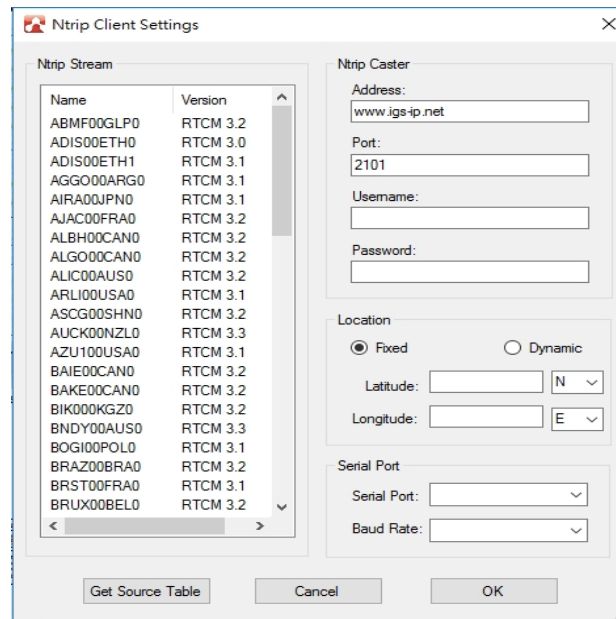 Ntrip Client Settings
Ntrip Stream
Name Version
ABMF00GLP0 RTCM 3.2
ADIS00ETH0 RTCM 3.0
ADIS00ETH1 RTCM 3.1
AGGO00ARG0 RTCM 3.1
AIRA00JPN0 RTCM 3.1
AJAC00FRA0 RTCM 3.2
ALBH00CAN0 RTCM 3.2
ALGO00CAN0 RTCM 3.2
ALIC00AUS0 RTCM 3.2
ARLI00USA0 RTCM 3.1
ASCG00SHN0 RTCM 3.2
AUCK00NZL0 RTCM 3.3
AZU100USA0 RTCM 3.1
BAIE00CAN0 RTCM 3.2
BAKE00CAN0 RTCM 3.2
BIK000KGZ0 RTCM 3.2
BNDY00AUS0 RTCM 3.3
BOGI00POL0 RTCM 3.1
BRAZ00BRA0 RTCM 3.2
BRST00FRA0 RTCM 3.1
BRUX00BEL0 RTCM 3.2
Ntrip Caster
Address:
www.igs-ip.net
Port:
2101
Username:
Password:
Location
Fixed Dynamic
Latitude: N
Longitude: E
Serial Port
Serial Port:
Baud Rate:
Get Source Table Cancel OK